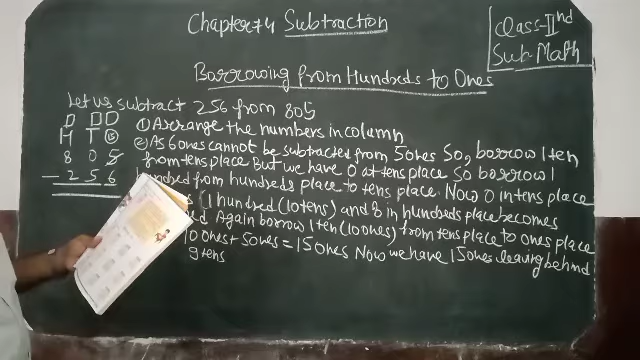 Chapter-4 Subtraction
Class-IInd
Sub-Math
Borrowing from Hundreds to Ones
Let us subtract 256 from 805
H T O
8 0 5
- 2 5 6
① Arrange the numbers in column
② As 6 ones cannot be subtracted from 5 ones So, borrow 1 ten
from tens place But we have 0 at tens place So borrow 1
hundred from hundreds place to tens place. Now 0 in tens place
1 hundred (10 tens) and 8 in hundreds place becomes
Again borrow 1 ten (10 ones) from tens place to ones place
10 ones + 5 ones = 15 ones Now we have 15 ones leaving behind
9 tens